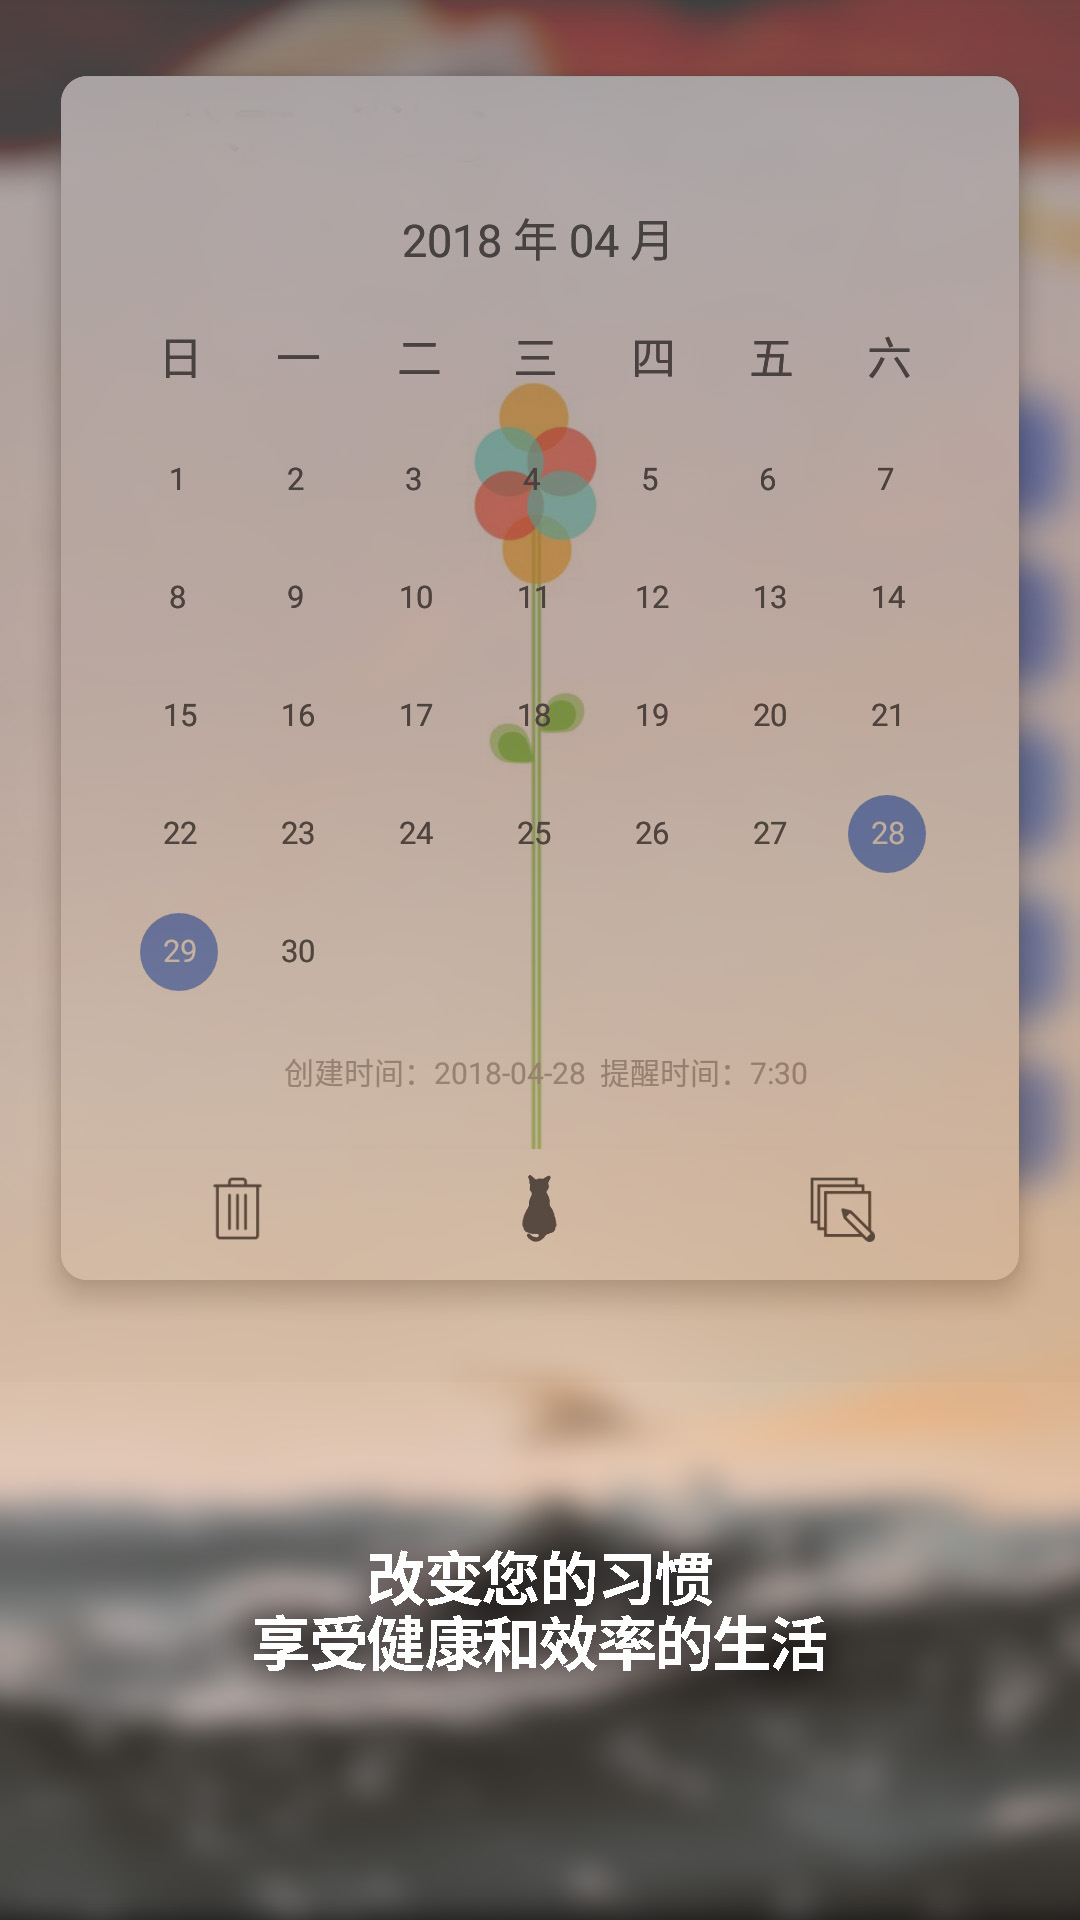 2018 年 04 月
日 一 二 三 四 五 六
1 2 3 4 5 6 7
8 9 10 11 12 13 14
15 16 17 18 19 20 21
22 23 24 25 26 27 28
29 30
创建时间：2018-04-28 提醒时间：7:30
改变您的习惯
享受健康和效率的生活